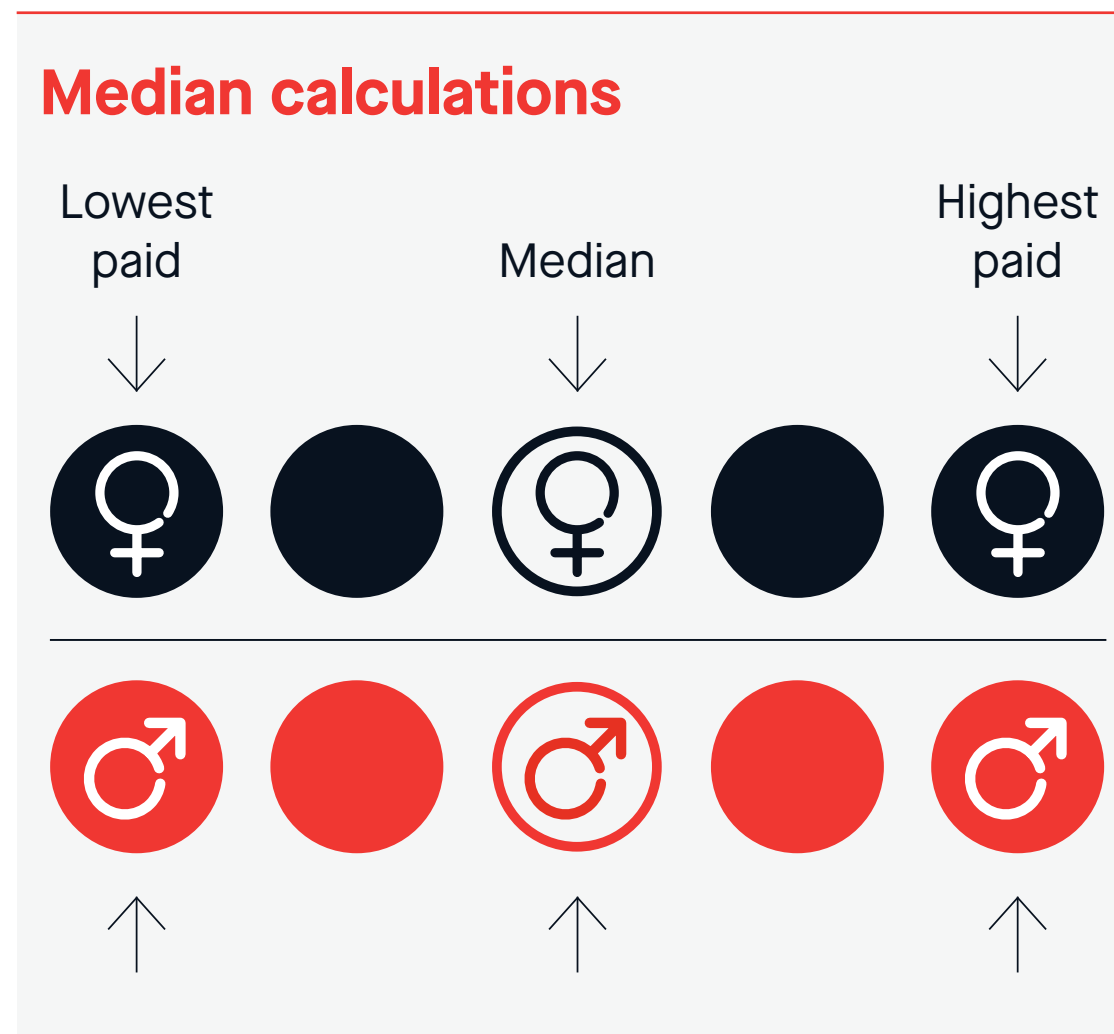 Median calculations
Lowest
paid
Median
Highest
paid